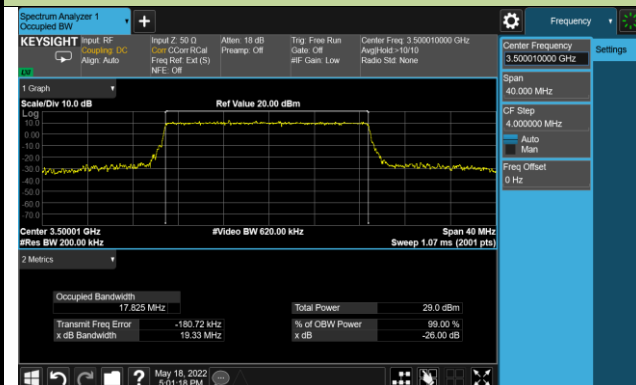 Spectrum Analyzer 1
Occupied BW
+
Frequency
KEYSIGHT
Input: RF
Coupling: DC
Align: Auto
Input Z: 50 Ω
Corr CCorr RCal
Freq Ref: Ext (S)
NFE: Off
Atten: 18 dB
Preamp: Off
Trig: Free Run
Gate: Off
#IF Gain: Low
Center Freq: 3.500010000 GHz
Avg|Hold:>10/10
Radio Std: None
Center Frequency
3.500010000 GHz
Settings
Span
40.000 MHz
CF Step
4.000000 MHz
Auto
Man
Freq Offset
0 Hz
1 Graph
Scale/Div 10.0 dB
Ref Value 20.00 dBm
Log
10.0
0.00
-10.0
-20.0
-30.0
-40.0
-50.0
-60.0
-70.0
Center 3.50001 GHz
#Video BW 620.00 kHz
Span 40 MHz
#Res BW 200.00 kHz
Sweep 1.07 ms (2001 pts)
2 Metrics
Occupied Bandwidth
17.825 MHz
Total Power
29.0 dBm
Transmit Freq Error
-180.72 kHz
% of OBW Power
99.00 %
x dB Bandwidth
19.33 MHz
x dB
-26.00 dB
?
May 18, 2022
5:01:18 PM